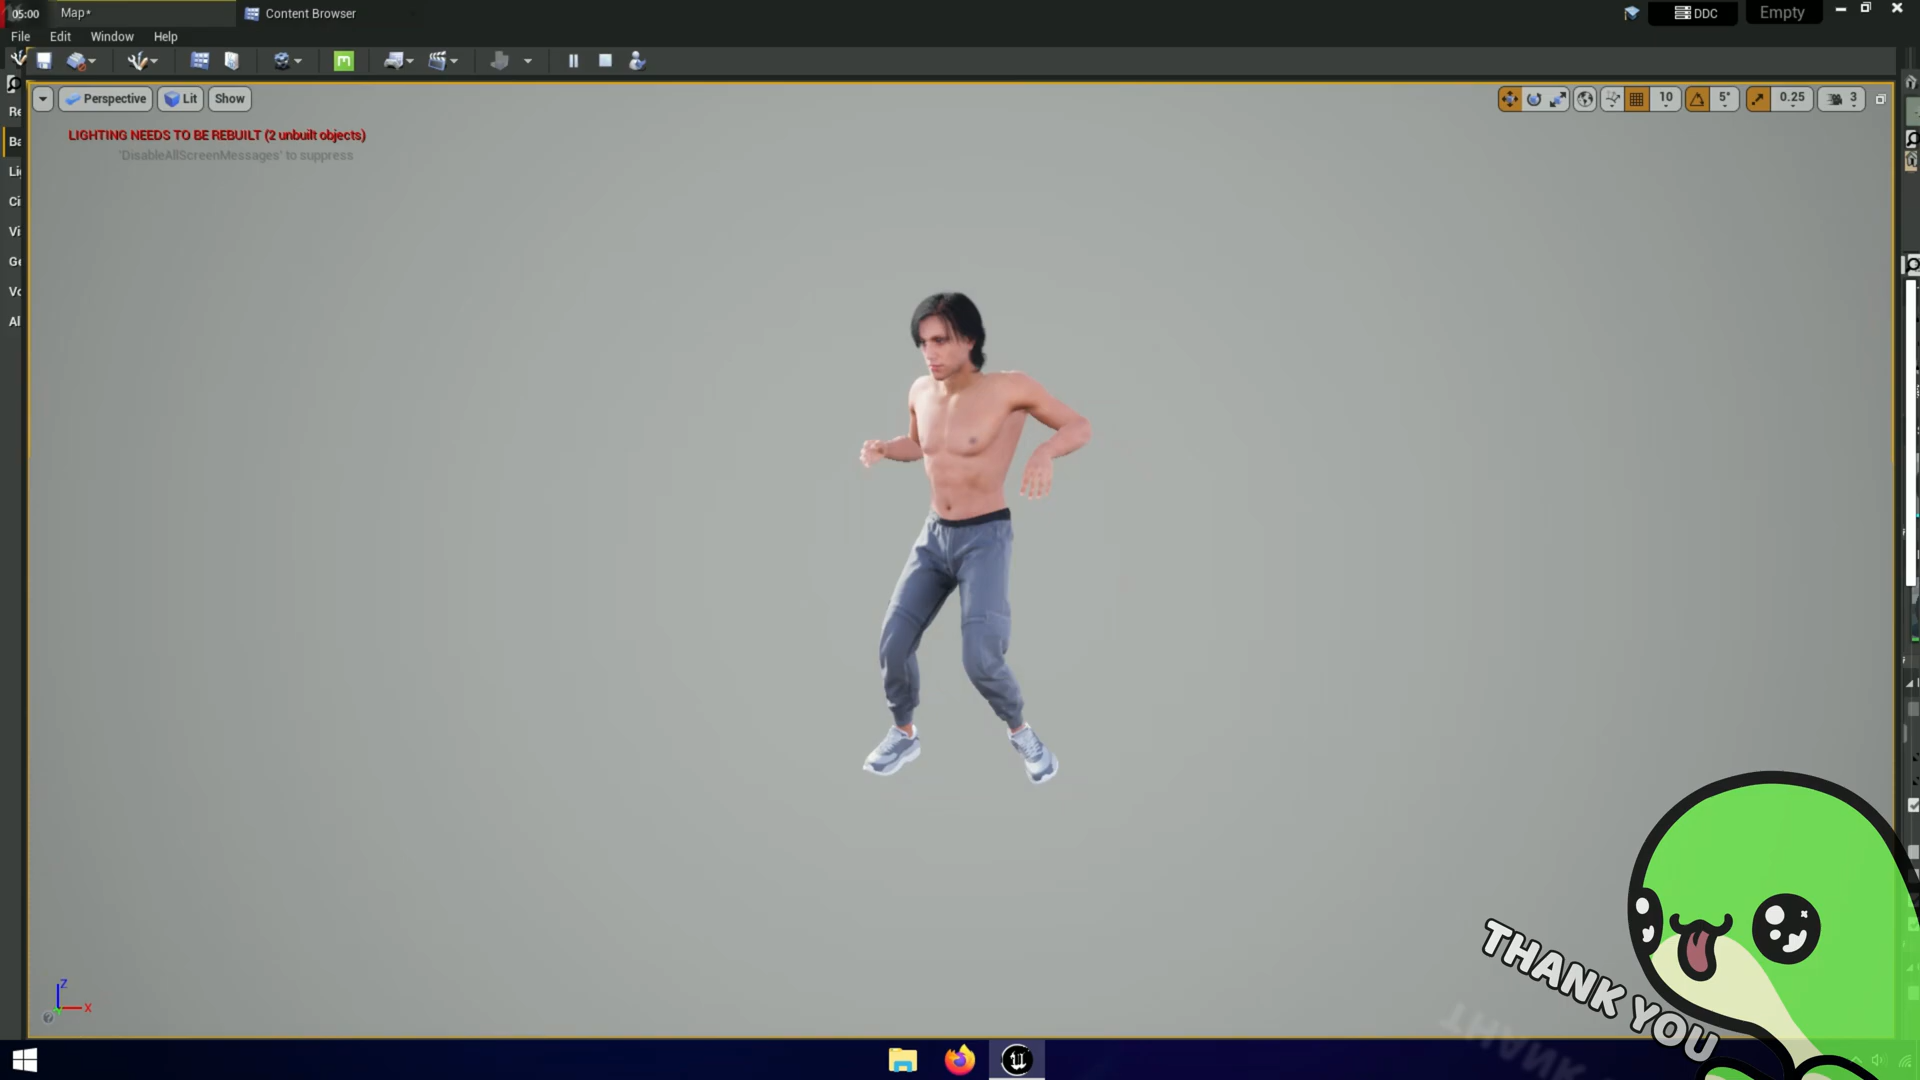 05:00
Map*
Content Browser
DDC
Empty
File
Edit
Window
Help
Perspective
Lit
Show
10
5°
0.25
3
LIGHTING NEEDS TO BE REBUILT (2 unbuilt objects)
'DisableAllScreenMessages' to suppress
Re
Ba
Li
Ci
Vi
Ge
Vo
Al
Z
X
THANK YOU